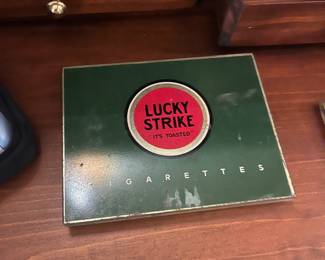 LUCKY
STRIKE
"IT'S TOASTED"
IGARETTES